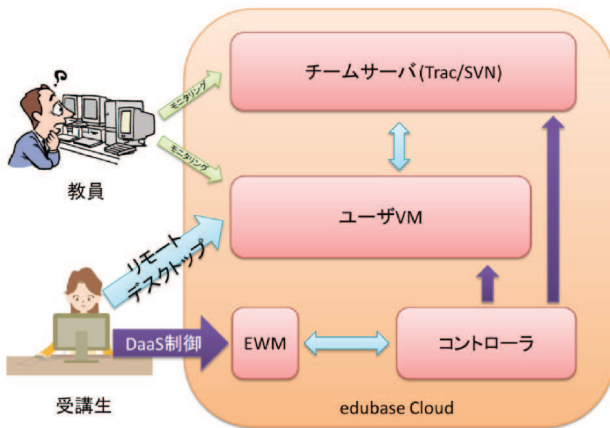 チームサーバ(Trac/SVN)
モニタリング
モニタリング
教員
ユーザVM
リモート
デスクトップ
DaaS制御
EWM
コントローラ
受講生
edubase Cloud